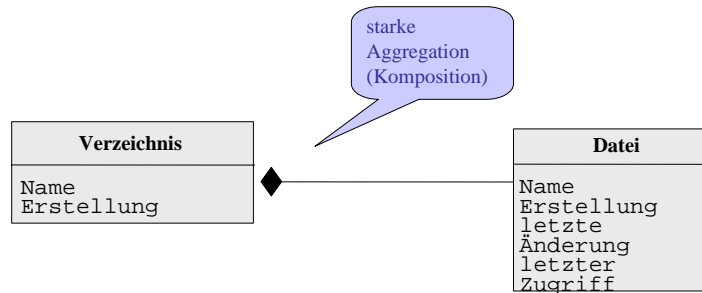 starke
Aggregation
(Komposition)
Verzeichnis
Name
Erstellung
Datei
Name
Erstellung
letzte
Änderung
letzter
Zugriff